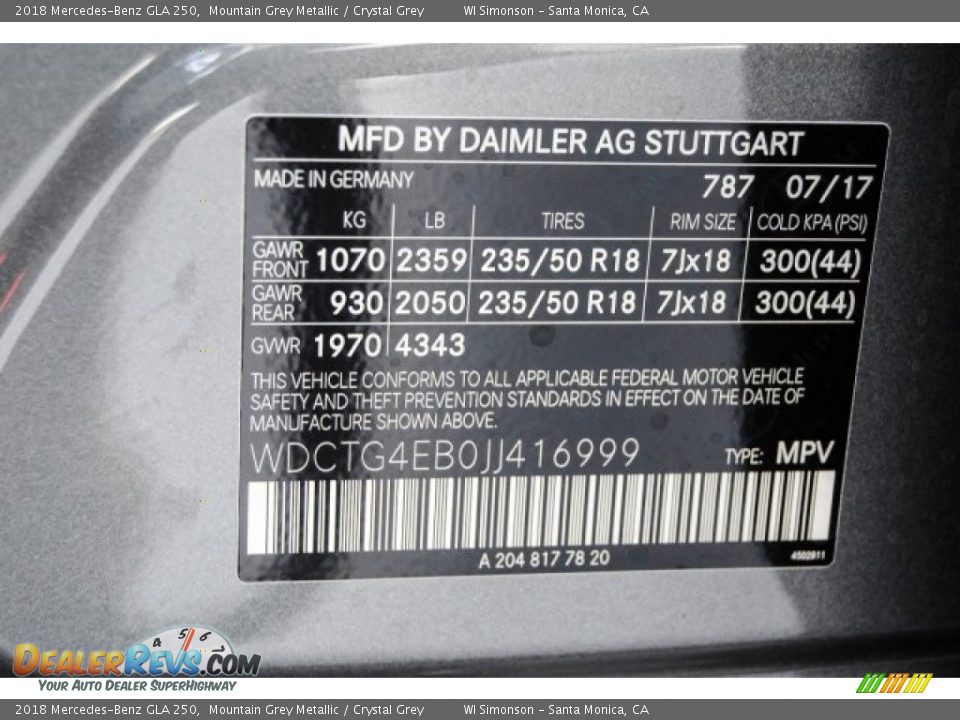 2018 Mercedes-Benz GLA 250, Mountain Grey Metallic / Crystal Grey WI Simonson - Santa Monica, CA
MFD BY DAIMLER AG STUTTGART
MADE IN GERMANY 787 07/17
KG LB TIRES RIM SIZE COLD KPA (PSI)
GAWR FRONT 1070 2359 235/50 R18 7Jx18 300(44)
GAWR REAR 930 2050 235/50 R18 7Jx18 300(44)
GVWR 1970 4343
THIS VEHICLE CONFORMS TO ALL APPLICABLE FEDERAL MOTOR VEHICLE
SAFETY AND THEFT PREVENTION STANDARDS IN EFFECT ON THE DATE OF
MANUFACTURE SHOWN ABOVE.
WDCTG4EB0JJ416999 TYPE: MPV
A 204 817 78 20 4502811
4 5 6 7
DEALERREVS.COM
YOUR AUTO DEALER SUPERHIGHWAY
2018 Mercedes-Benz GLA 250, Mountain Grey Metallic / Crystal Grey WI Simonson - Santa Monica, CA